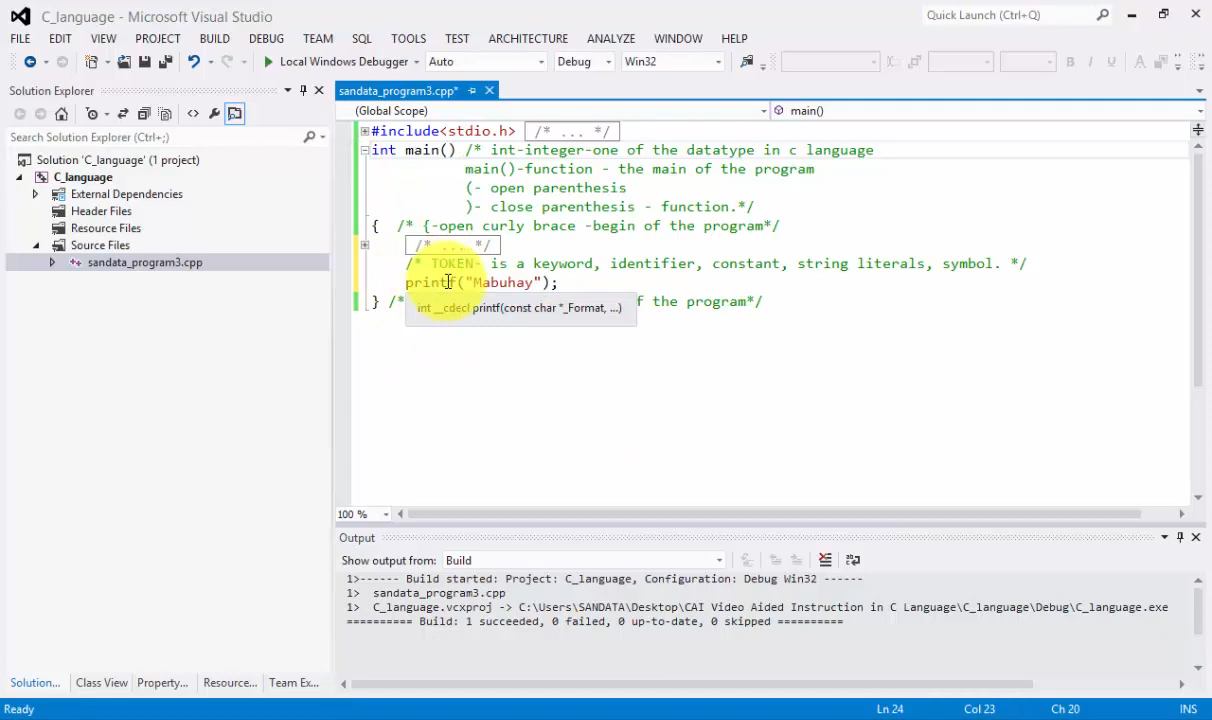 C_language - Microsoft Visual Studio
Quick Launch (Ctrl+Q)
FILE EDIT VIEW PROJECT BUILD DEBUG TEAM SQL TOOLS TEST ARCHITECTURE ANALYZE WINDOW HELP
Local Windows Debugger Auto Debug Win32
Solution Explorer
sandata_program3.cpp*
(Global Scope) main()
Search Solution Explorer (Ctrl+;)
Solution 'C_language' (1 project)
C_language
External Dependencies
Header Files
Resource Files
Source Files
sandata_program3.cpp
#include<stdio.h> /* ... */
int main() /* int-integer-one of the datatype in c language
main()-function - the main of the program
(- open parenthesis
)- close parenthesis - function.*/
{ /* {-open curly brace -begin of the program*/
/* ... */
/* TOKEN- is a keyword, identifier, constant, string literals, symbol. */
printf("Mabuhay");
} /* of the program*/
int __cdecl printf(const char *_Format, ...)
100 %
Output
Show output from: Build
1>------ Build started: Project: C_language, Configuration: Debug Win32 ------
1> sandata_program3.cpp
1> C_language.vcxproj -> C:\Users\SANDATA\Desktop\CAI Video Aided Instruction in C Language\C_language\Debug\C_language.exe
========== Build: 1 succeeded, 0 failed, 0 up-to-date, 0 skipped ==========
Solution... Class View Property... Resource... Team Ex...
Ready Ln 24 Col 23 Ch 20 INS